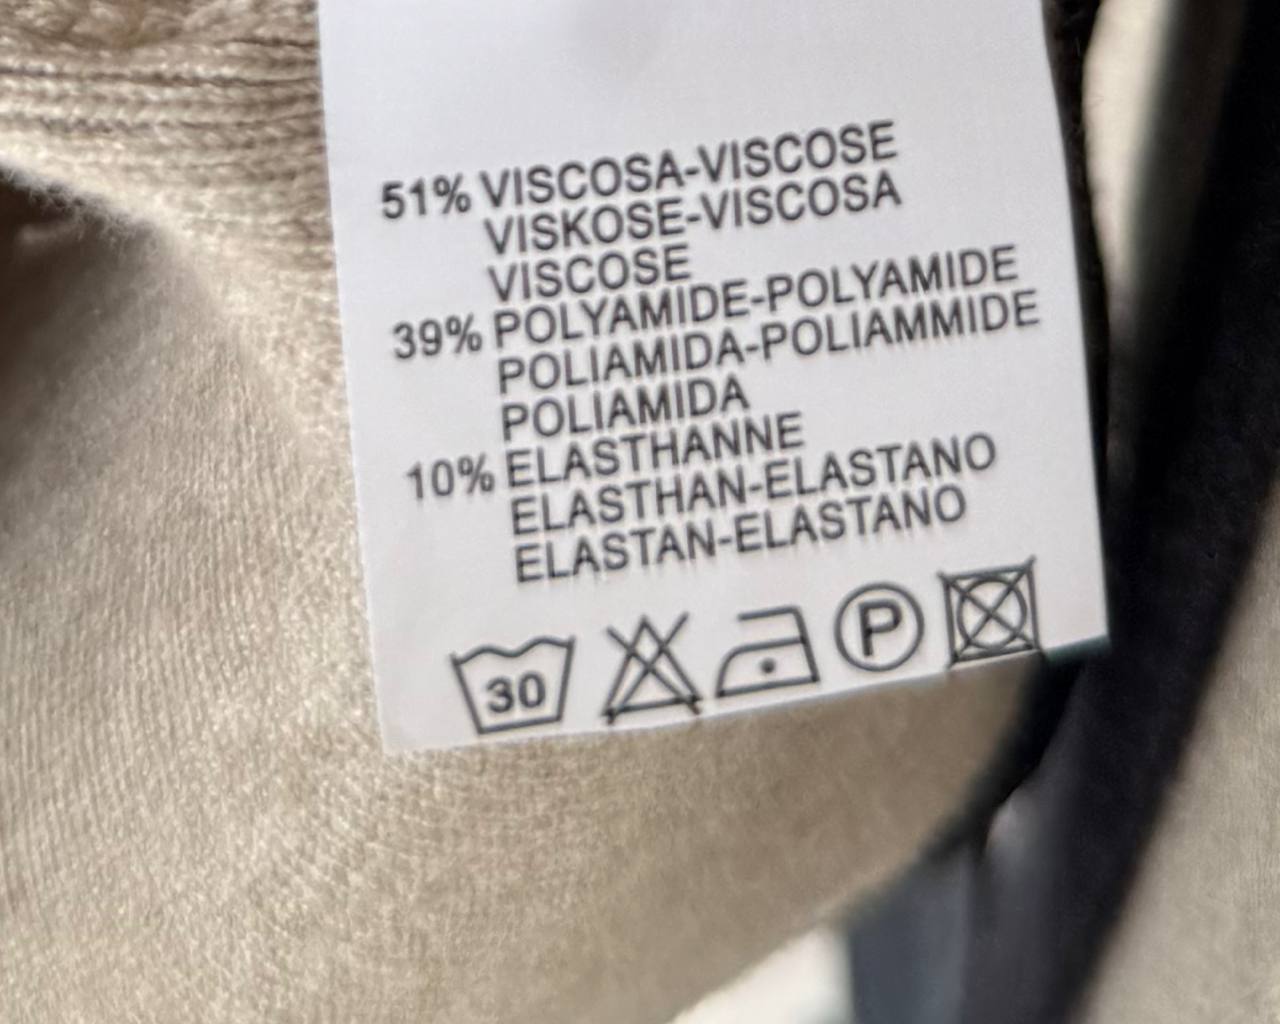 51% VISCOSA-VISCOSE
VISKOSE-VISCOSA
VISCOSE
39% POLYAMIDE-POLYAMIDE
POLIAMIDA-POLIAMMIDE
POLIAMIDA
10% ELASTHANNE
ELASTHAN-ELASTANO
ELASTAN-ELASTANO
30 P